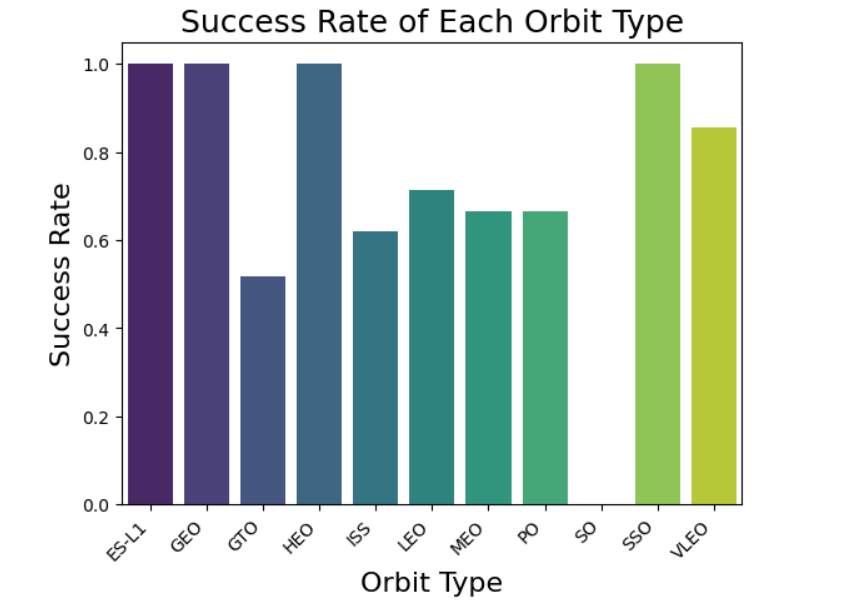 Success Rate of Each Orbit Type
Success Rate
1.0
0.8
0.6
0.4
0.2
0.0
ES-L1
GEO
GTO
HEO
ISS
LEO
MEO
PO
SO
SSO
VLEO
Orbit Type